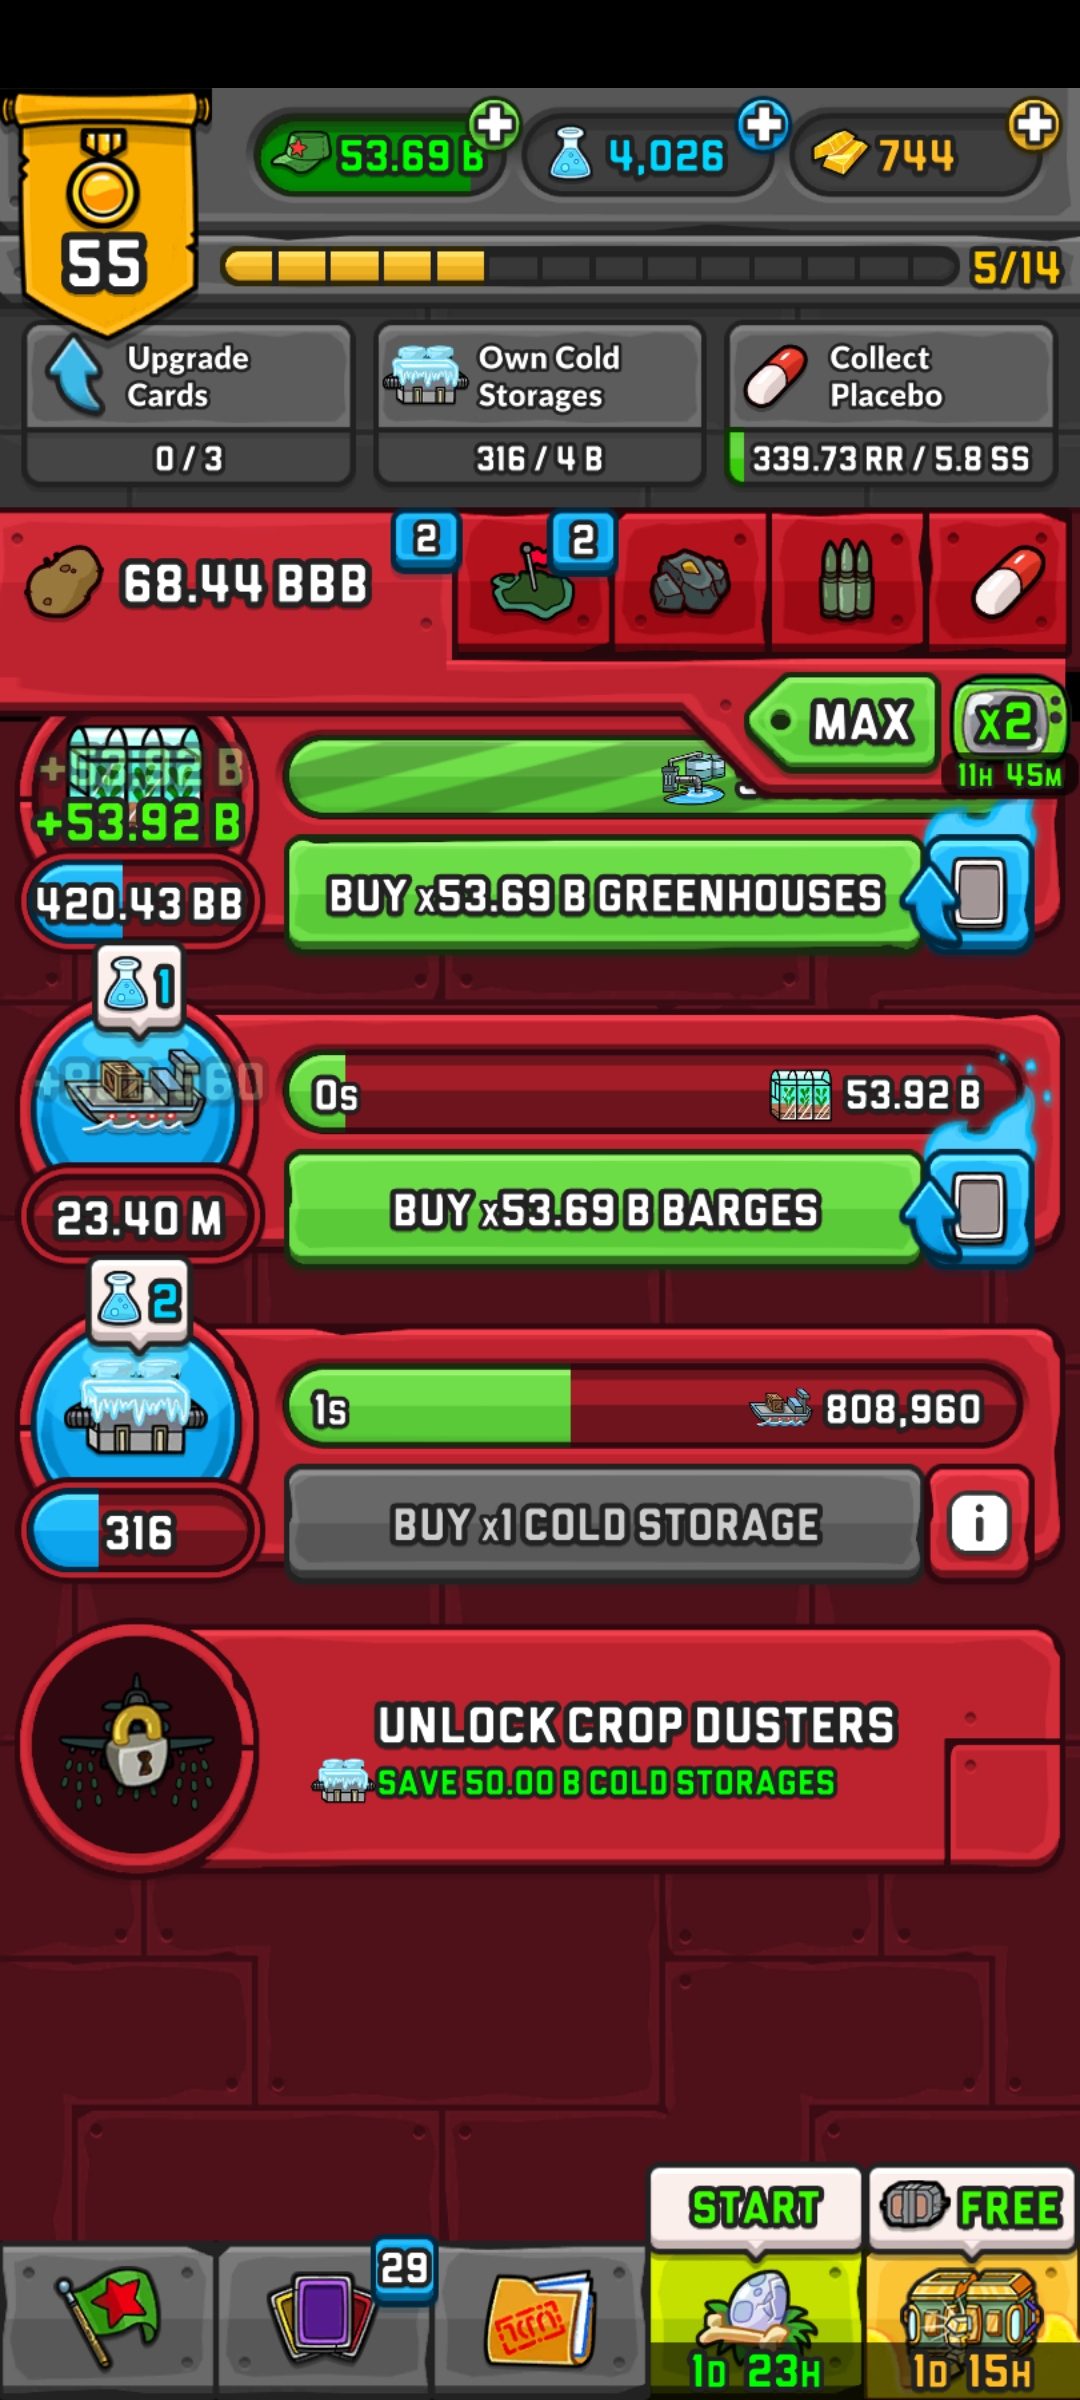 53.69 B
4,026
744
55
5/14
Upgrade
Cards
0 / 3
Own Cold
Storages
316 / 4 B
Collect
Placebo
339.73 RR / 5.8 SS
68.44 BBB
2
2
MAX
x2
11H 45M
+53.92 B
420.43 BB
BUY x53.69 B GREENHOUSES
1
0s
53.92 B
23.40 M
BUY x53.69 B BARGES
2
1s
808,960
316
BUY x1 COLD STORAGE
i
UNLOCK CROP DUSTERS
SAVE 50.00 B COLD STORAGES
29
START
1D 23H
FREE
1D 15H